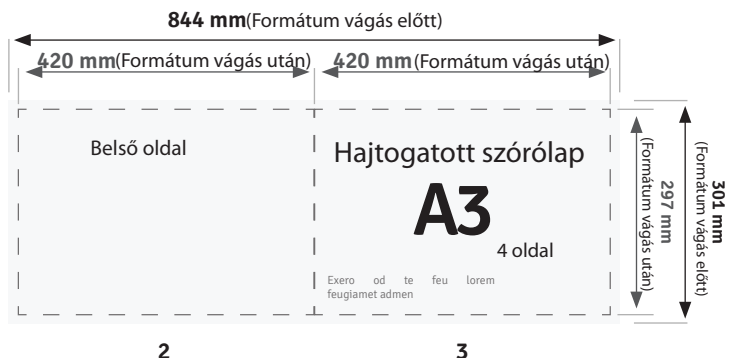 844 mm(Formátum vágás előtt)
420 mm(Formátum vágás után)
420 mm(Formátum vágás után)
Belső oldal
Hajtogatott szórólap
A3
4 oldal
Exero od te feu lorem
feugiamet admen
297 mm
(Formátum vágás után)
301 mm
(Formátum vágás előtt)
2
3